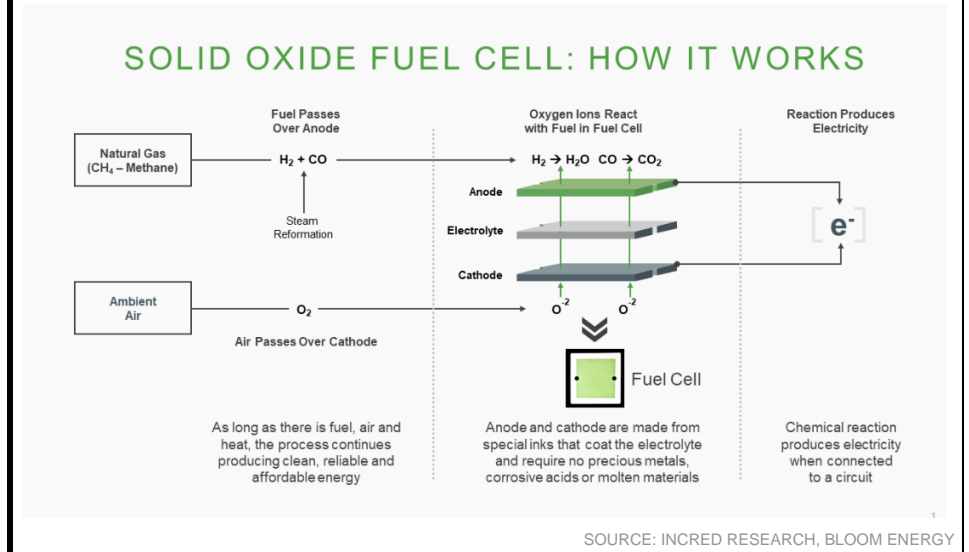 SOLID OXIDE FUEL CELL: HOW IT WORKS
Fuel Passes
Over Anode
Oxygen Ions React
with Fuel in Fuel Cell
Reaction Produces
Electricity
Natural Gas
(CH₄ – Methane)
H₂ + CO
H₂ → H₂O CO → CO₂
Anode
Steam
Reformation
Electrolyte
e⁻
Cathode
Ambient
Air
O₂
O⁻² O⁻²
Air Passes Over Cathode
Fuel Cell
As long as there is fuel, air and
heat, the process continues
producing clean, reliable and
affordable energy
Anode and cathode are made from
special inks that coat the electrolyte
and require no precious metals,
corrosive acids or molten materials
Chemical reaction
produces electricity
when connected
to a circuit
1
SOURCE: INCRED RESEARCH, BLOOM ENERGY